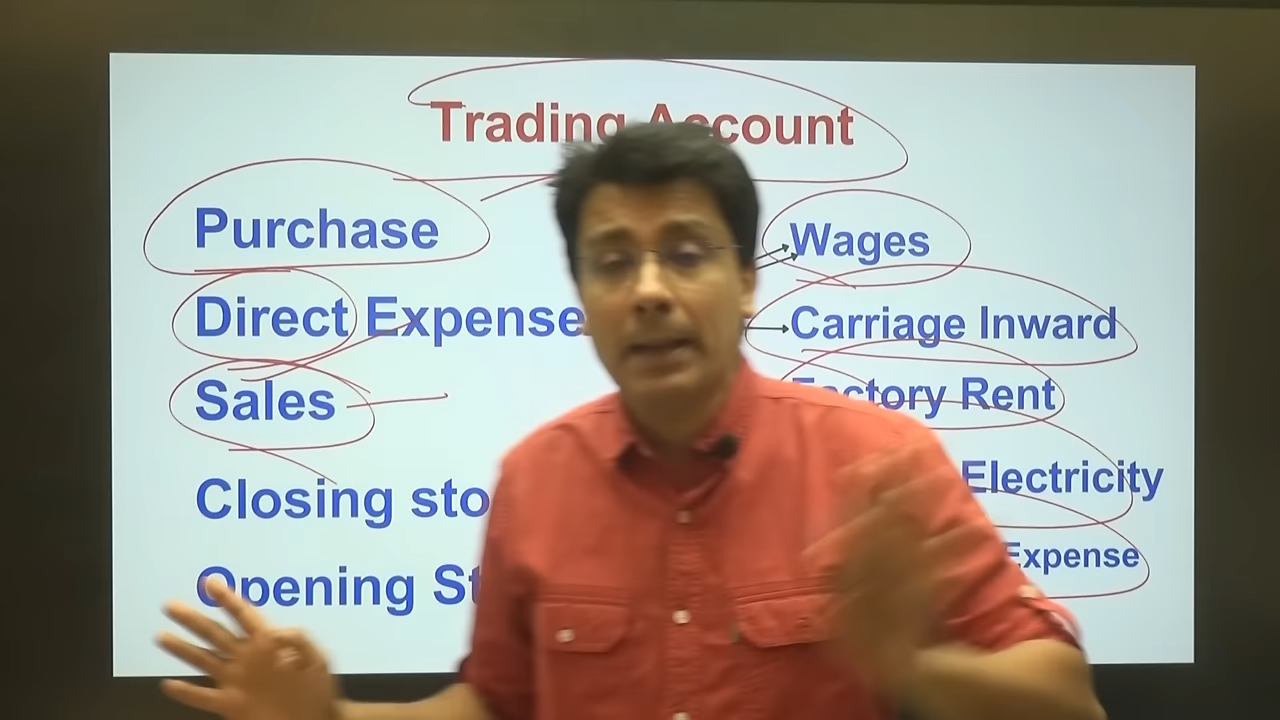 Trading Account
Purchase
Direct Expense
Sales
Closing sto
Opening St
Wages
Carriage Inward
Factory Rent
Electricity
Expense